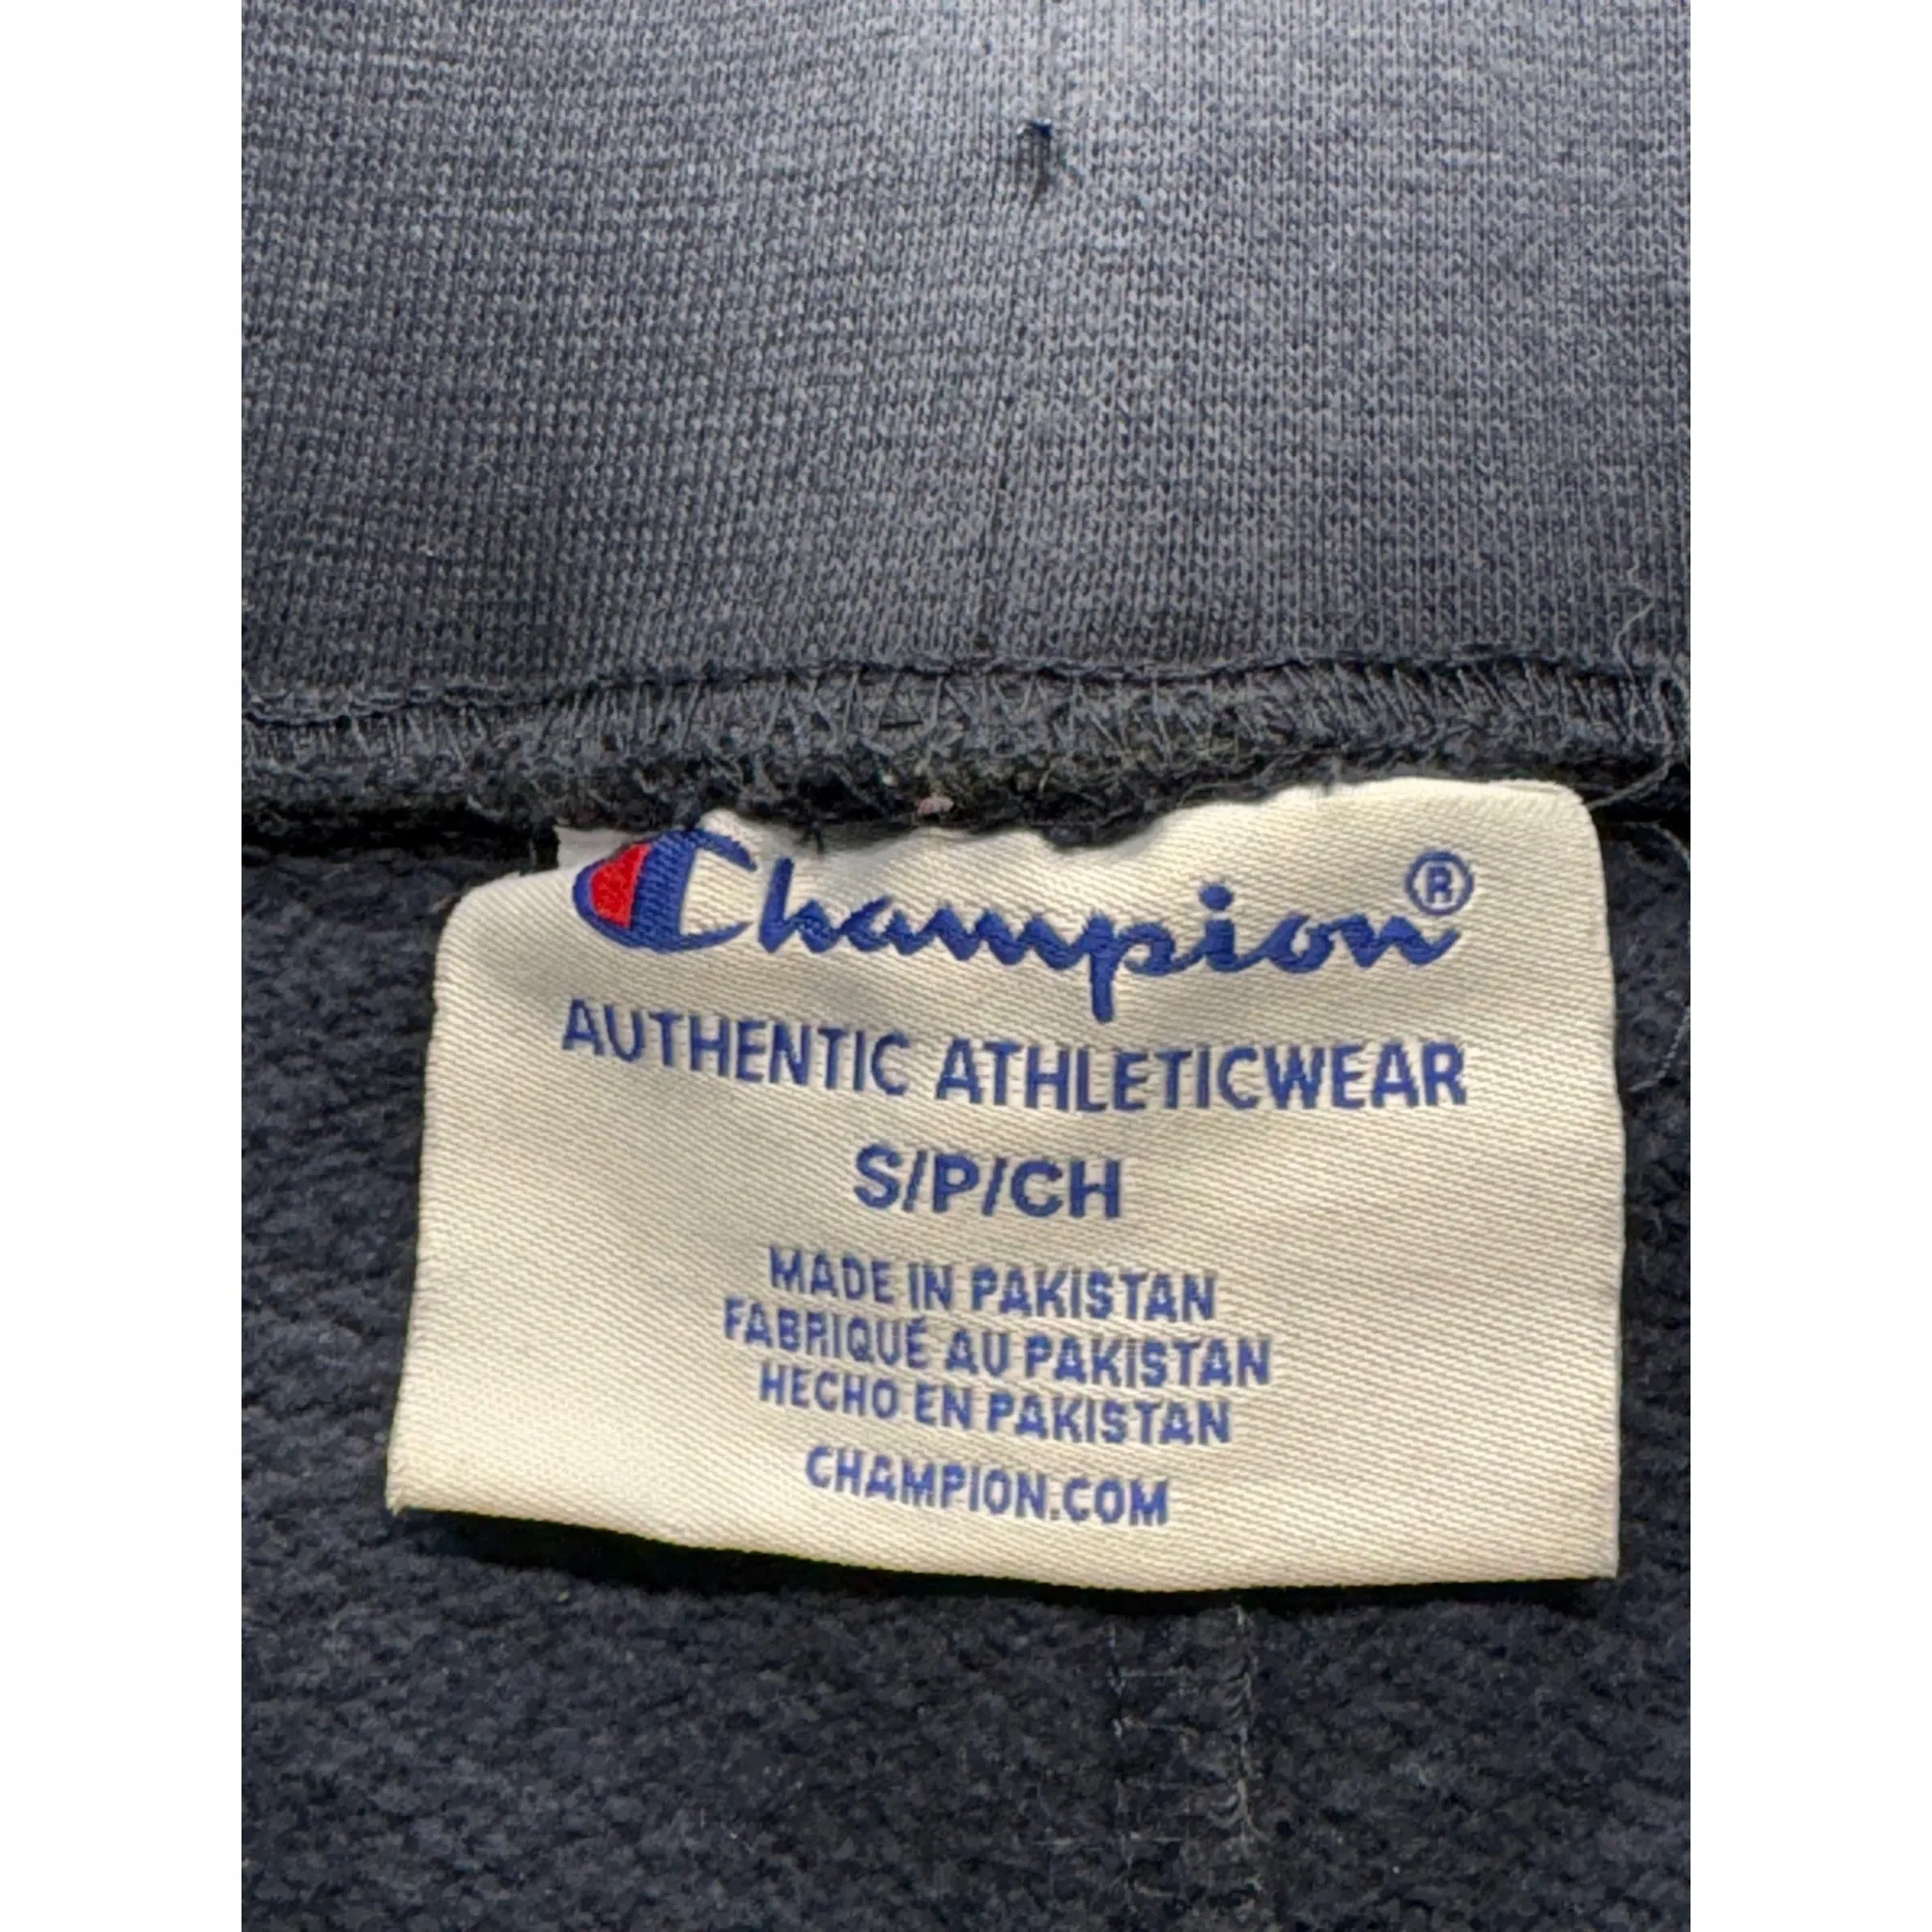 Champion®
AUTHENTIC ATHLETICWEAR
S/P/CH
MADE IN PAKISTAN
FABRIQUÉ AU PAKISTAN
HECHO EN PAKISTAN
CHAMPION.COM